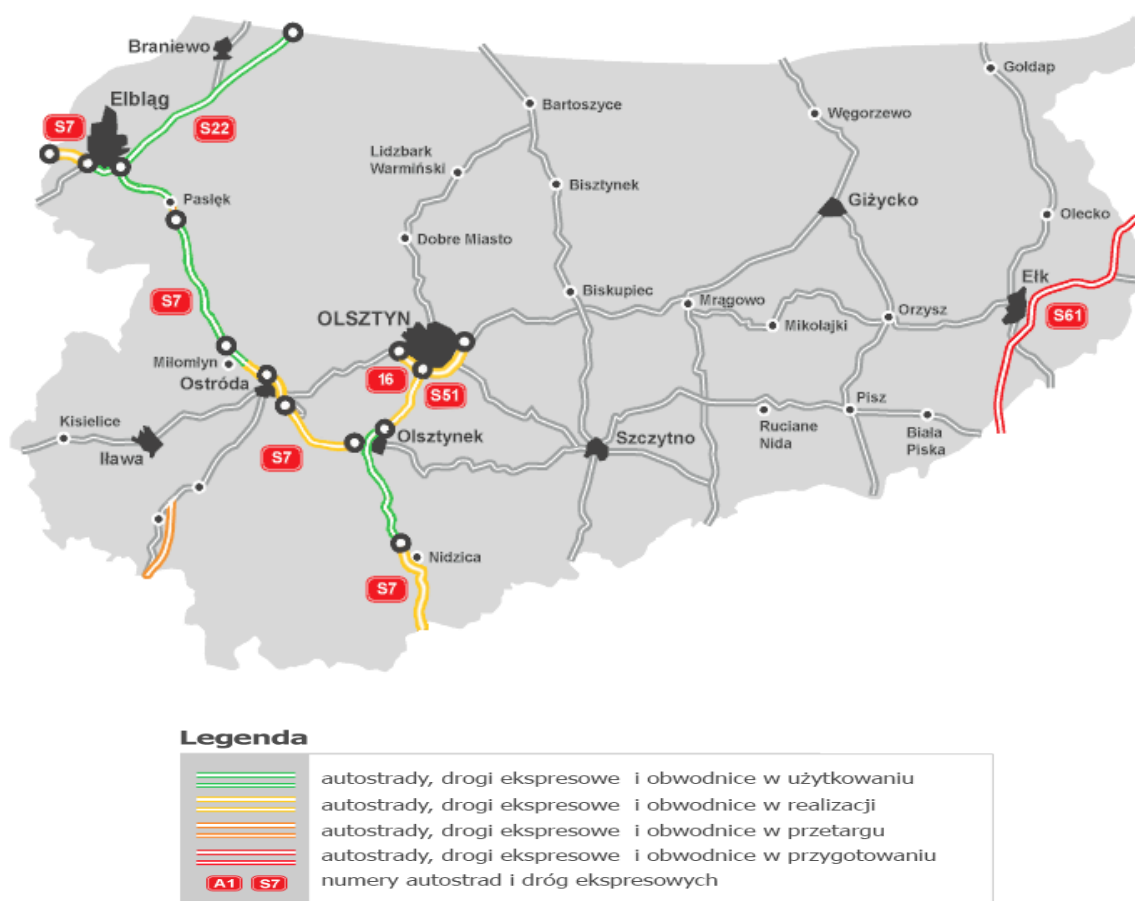 Braniewo
Gołdap
Elbląg
Bartoszyce
Węgorzewo
S7
S22
Lidzbark
Warmiński
Bisztynek
Pasłęk
Giżycko
Olecko
Dobre Miasto
Ełk
S7
Biskupiec
Mrągowo
Orzysz
S61
OLSZTYN
Mikołajki
Miłomłyn
Ostróda
16
S51
Kisielice
Pisz
Iława
S7
Olsztynek
Szczytno
Ruciane
Nida
Biała
Piska
Nidzica
S7
Legenda
autostrady, drogi ekspresowe i obwodnice w użytkowaniu
autostrady, drogi ekspresowe i obwodnice w realizacji
autostrady, drogi ekspresowe i obwodnice w przetargu
autostrady, drogi ekspresowe i obwodnice w przygotowaniu
A1 S7 numery autostrad i dróg ekspresowych